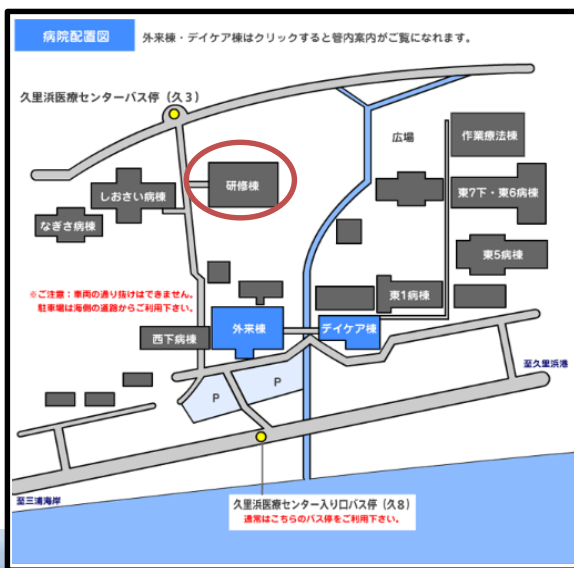 病院配置図
外来棟・デイケア棟はクリックすると管内案内がご覧になれます。
久里浜医療センターバス停（久3）
広場
作業療法棟
研修棟
しおさい病棟
東7下・東6病棟
なぎさ病棟
東5病棟
※ご注意：車両の通り抜けはできません。
駐車場は海側の道路からご利用下さい。
東1病棟
外来棟
デイケア棟
西下病棟
至久里浜港
P
P
至三浦海岸
久里浜医療センター入り口バス停（久8）
通常はこちらのバス停をご利用下さい。